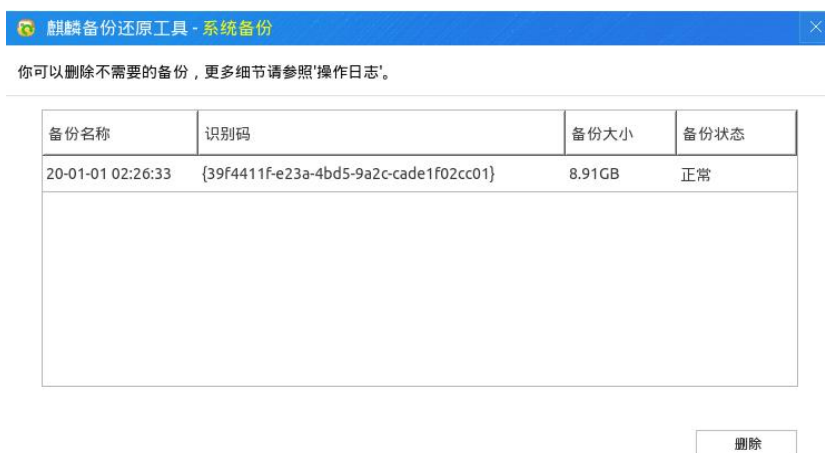 麒麟备份还原工具 - 系统备份
你可以删除不需要的备份，更多细节请参照'操作日志'。
备份名称 识别码 备份大小 备份状态
20-01-01 02:26:33 {39f4411f-e23a-4bd5-9a2c-cade1f02cc01} 8.91GB 正常
删除